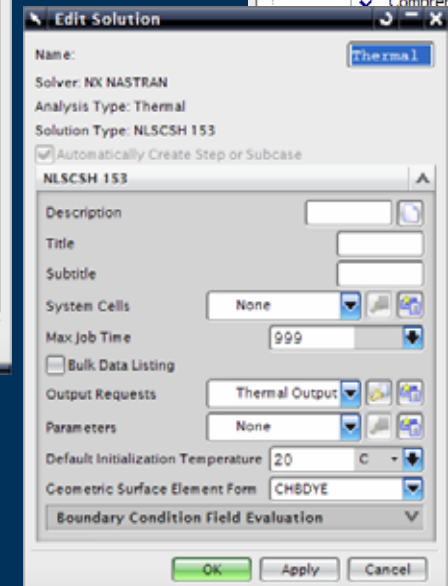 Compre
Edit Solution
Name: Thermal
Solver: NX NASTRAN
Analysis Type: Thermal
Solution Type: NLSCSH 153
Automatically Create Step or Subcase
NLSCSH 153
Description
Title
Subtitle
System Cells None
Max Job Time 999
Bulk Data Listing
Output Requests Thermal Output
Parameters None
Default Initialization Temperature 20 C
Geometric Surface Element Form CHBDYE
Boundary Condition Field Evaluation
OK Apply Cancel